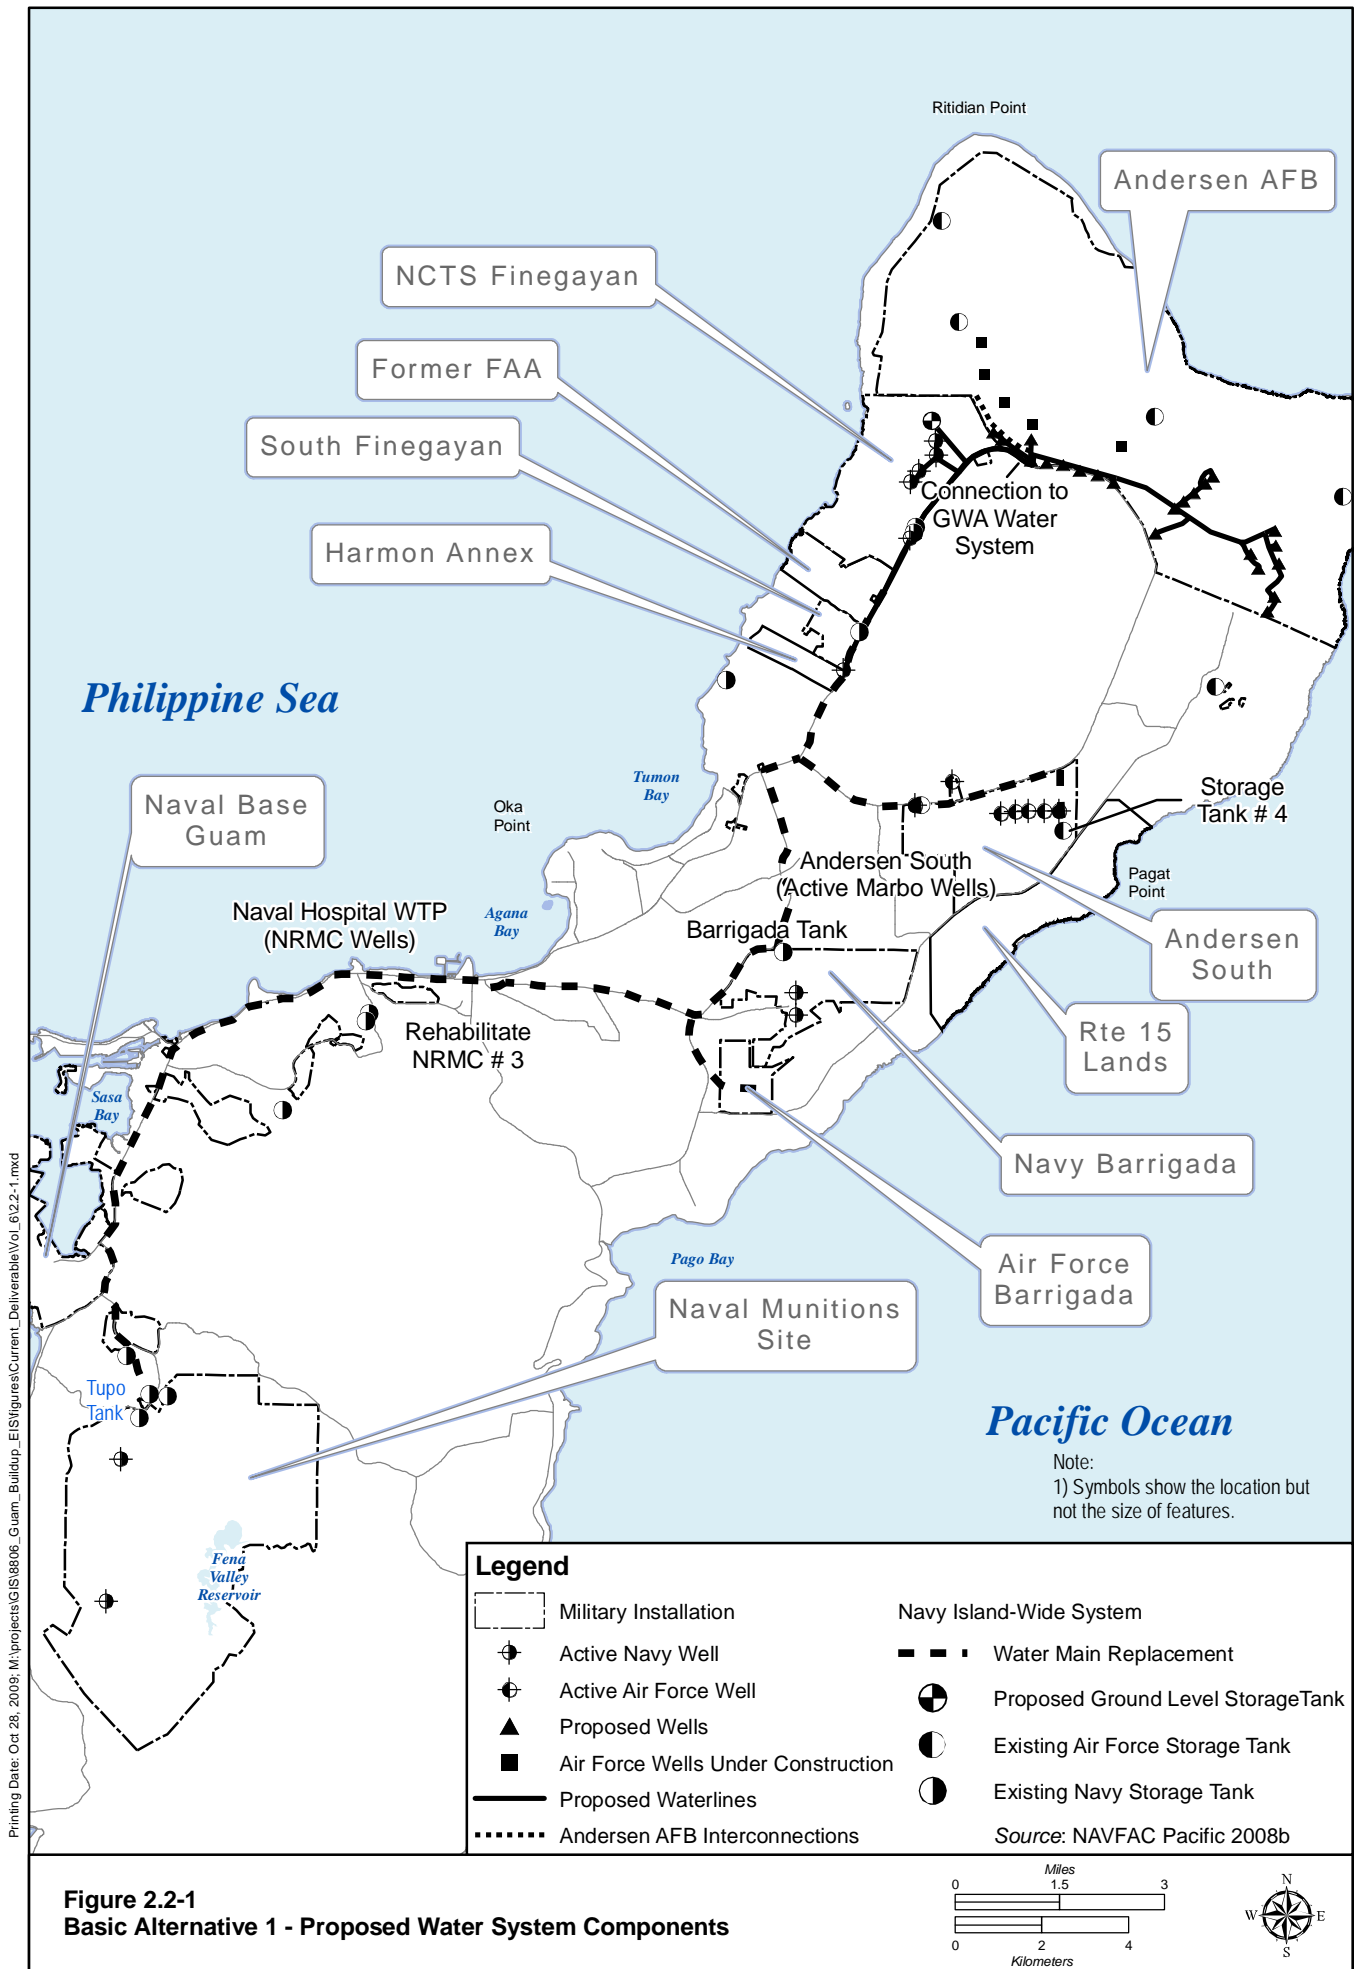 Ritidian Point
Andersen AFB
NCTS Finegayan
Former FAA
South Finegayan
Harmon Annex
Connection to
GWA Water
System
Philippine Sea
Naval Base
Guam
Oka
Point
Tumon
Bay
Storage
Tank # 4
Andersen South
(Active Marbo Wells)
Pagat
Point
Naval Hospital WTP
(NRMC Wells)
Agana
Bay
Barrigada Tank
Andersen
South
Rehabilitate
NRMC # 3
Rte 15
Lands
Sasa
Bay
Navy Barrigada
Pago Bay
Air Force
Barrigada
Naval Munitions
Site
Tupo
Tank
Pacific Ocean
Note:
1) Symbols show the location but
not the size of features.
Fena
Valley
Reservoir
Legend
Military Installation
Active Navy Well
Active Air Force Well
Proposed Wells
Air Force Wells Under Construction
Proposed Waterlines
Andersen AFB Interconnections
Navy Island-Wide System
Water Main Replacement
Proposed Ground Level StorageTank
Existing Air Force Storage Tank
Existing Navy Storage Tank
Source: NAVFAC Pacific 2008b
Printing Date: Oct 28, 2009; M:\projects\GIS\8806_Guam_Buildup_EIS\figures\Current_Deliverable\Vol_6\2.2-1.mxd
Figure 2.2-1
Basic Alternative 1 - Proposed Water System Components
Miles
0 1.5 3
0 2 4
Kilometers
N
W E
S